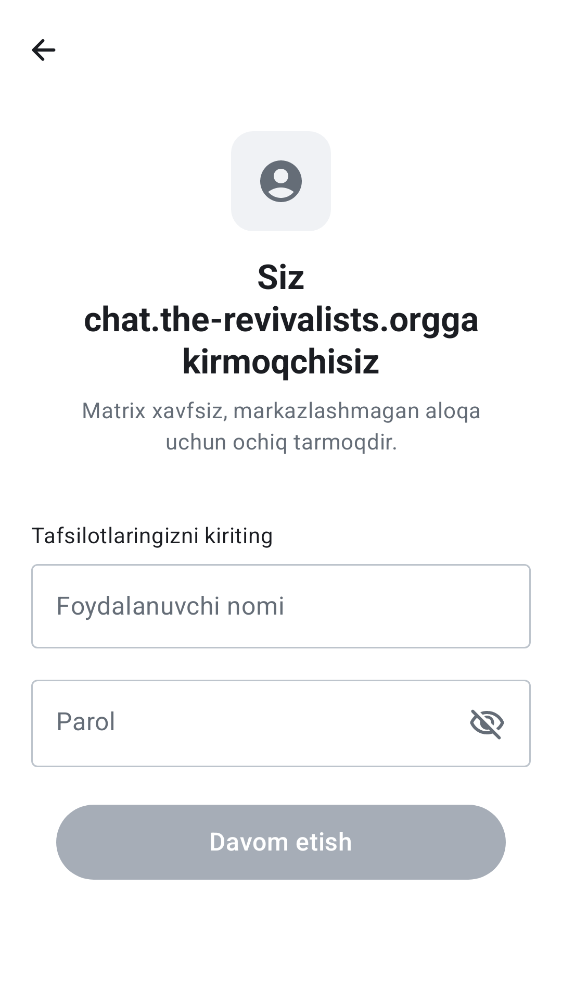 Siz
chat.the-revivalists.orgga
kirmoqchisiz
Matrix xavfsiz, markazlashmagan aloqa
uchun ochiq tarmoqdir.
Tafsilotlaringizni kiriting
Foydalanuvchi nomi
Parol
Davom etish